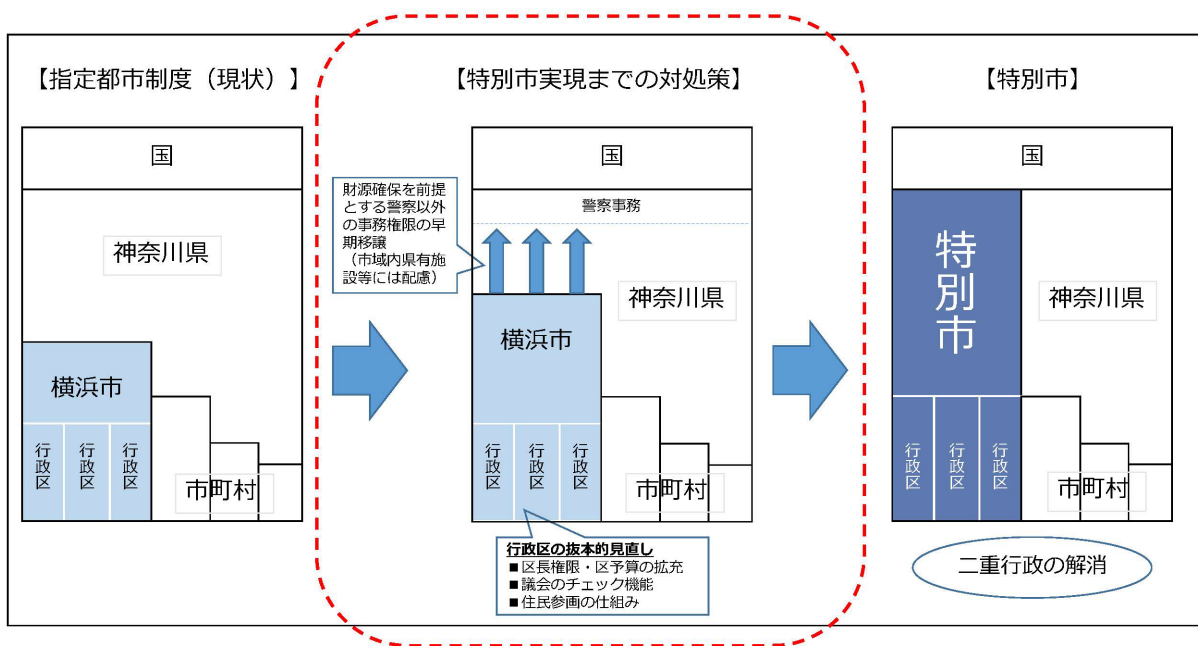 【指定都市制度（現状）】
国
神奈川県
横浜市
行政区
行政区
行政区
市町村
【特別市実現までの対処策】
国
警察事務
財源確保を前提
とする警察以外
の事務権限の早
期移譲
（市域内県有施
設等には配慮）
神奈川県
横浜市
行政区
行政区
行政区
市町村
行政区の抜本的見直し
■区長権限・区予算の拡充
■議会のチェック機能
■住民参画の仕組み
【特別市】
国
特別市
神奈川県
行政区
行政区
行政区
市町村
二重行政の解消